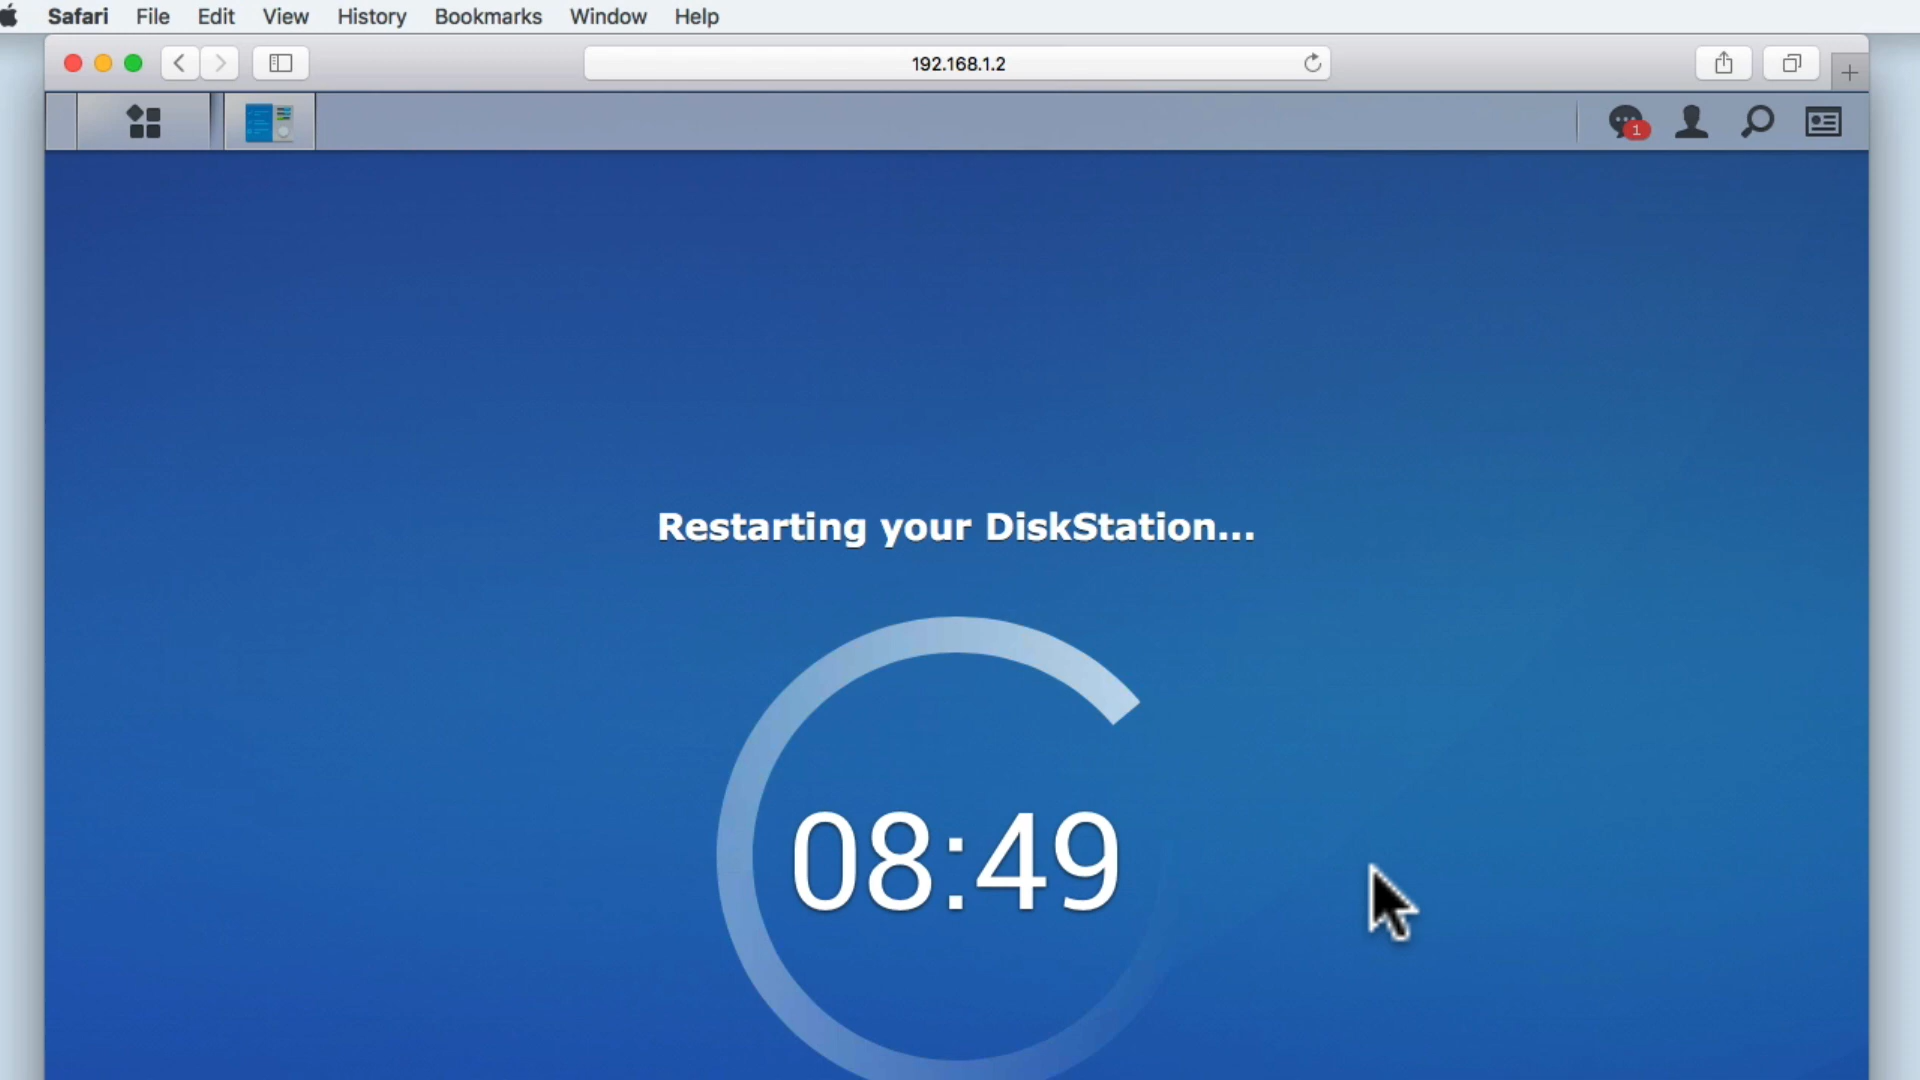 Safari File Edit View History Bookmarks Window Help
192.168.1.2
1
Restarting your DiskStation...
08:49